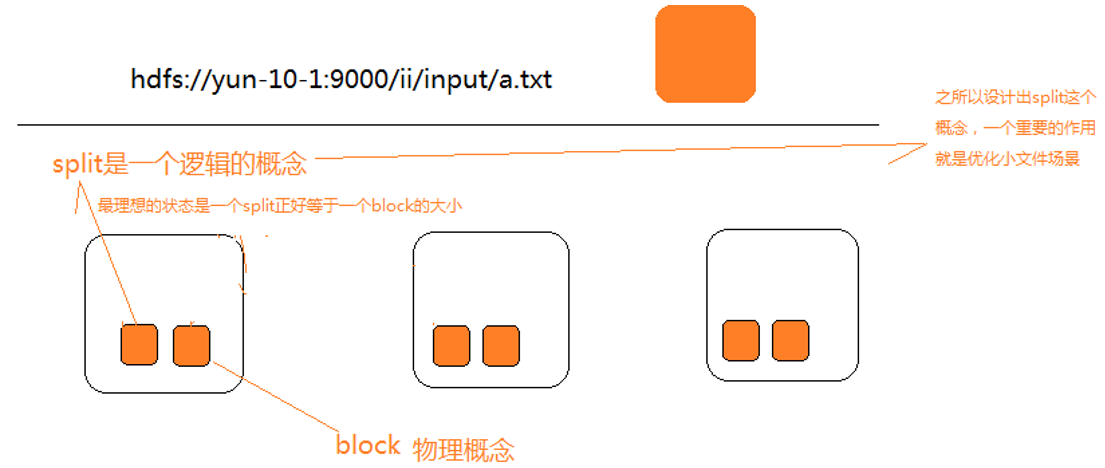 hdfs://yun-10-1:9000/ii/input/a.txt
之所以设计出split这个
概念，一个重要的作用
就是优化小文件场景
split是一个逻辑的概念
最理想的状态是一个split正好等于一个block的大小
block 物理概念